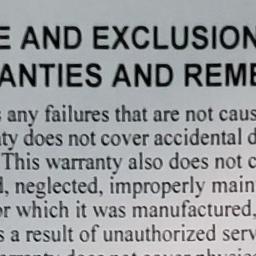 E AND EXCLUSION
ANTIES AND REME
s any failures that are not caus
ty does not cover accidental d
This warranty also does not c
d, neglected, improperly main
or which it was manufactured,
s a result of unauthorized serv